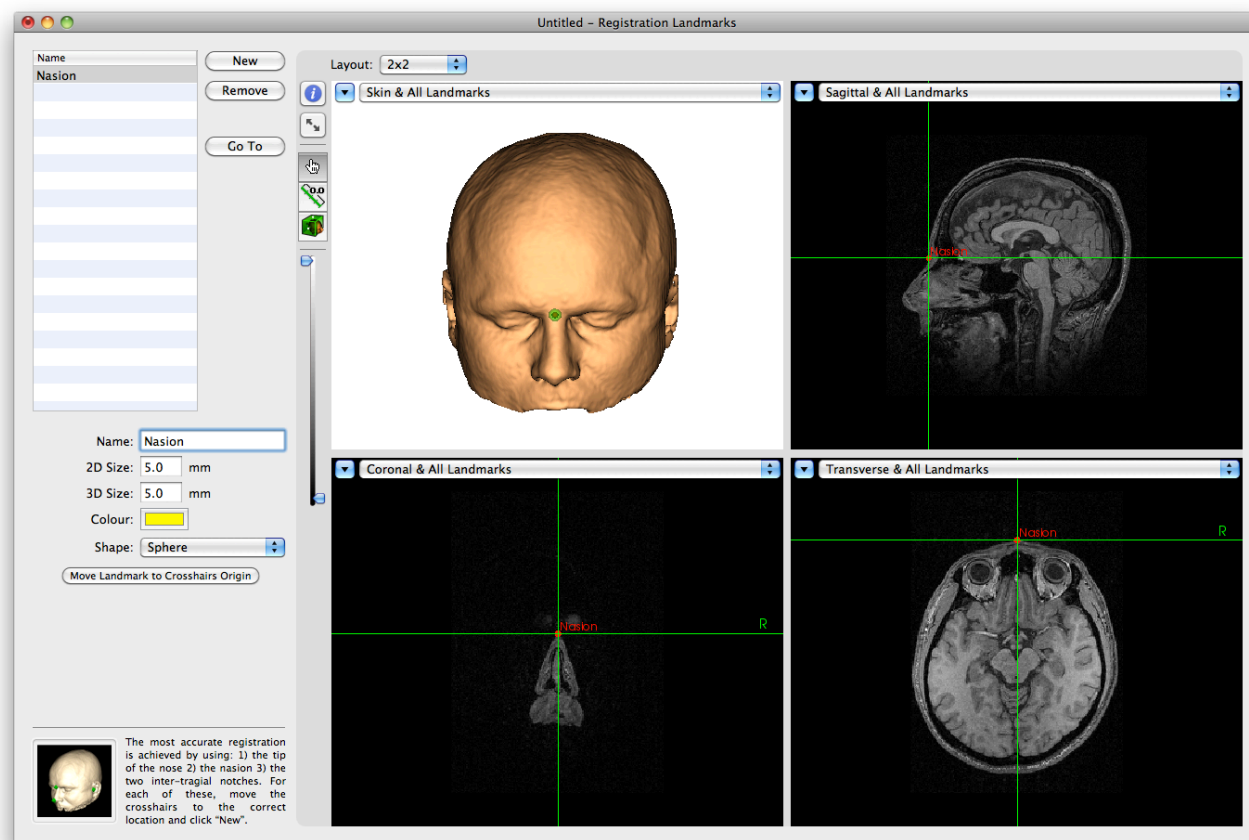 Untitled – Registration Landmarks
Name
Nasion
New
Remove
Go To
Name: Nasion
2D Size: 5.0 mm
3D Size: 5.0 mm
Colour:
Shape: Sphere
Move Landmark to Crosshairs Origin
The most accurate registration
is achieved by using: 1) the tip
of the nose 2) the nasion 3) the
two inter-tragial notches. For
each of these, move the
crosshairs to the correct
location and click “New”.
Layout: 2x2
0.0
Skin & All Landmarks
Sagittal & All Landmarks
Nasion
Coronal & All Landmarks
Nasion
R
Transverse & All Landmarks
Nasion
R